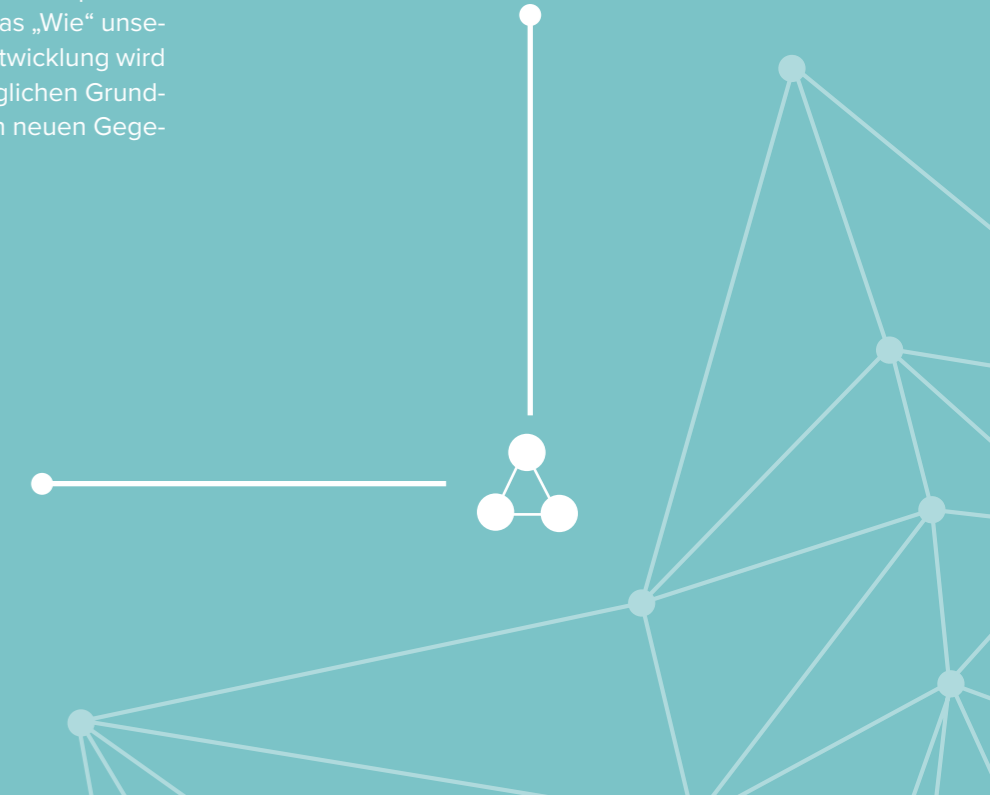 as „Wie“ unse-
twicklung wird
glichen Grund-
n neuen Gege-